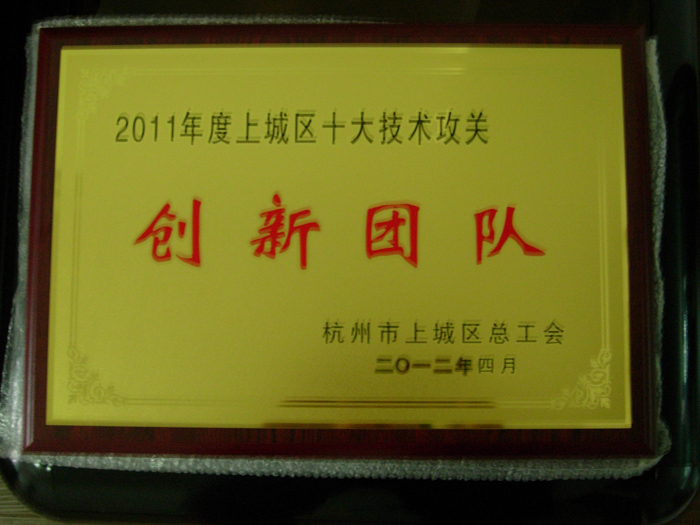 2011年度上城区十大技术攻关
创新团队
杭州市上城区总工会
二〇一二年四月